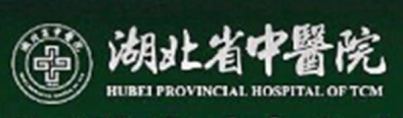 湖北省中醫院
HUBEI PROVINCIAL HOSPITAL OF TCM